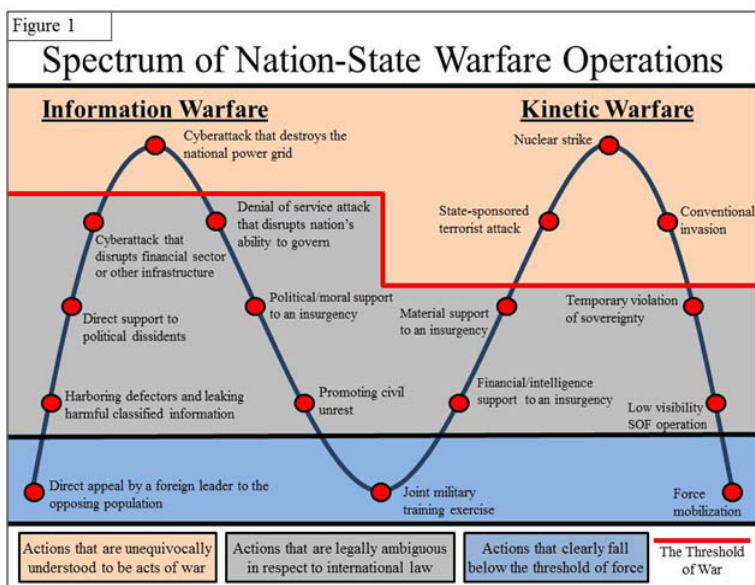 Figure 1
Spectrum of Nation-State Warfare Operations
Information Warfare
Kinetic Warfare
Cyberattack that destroys the
national power grid
Nuclear strike
Denial of service attack
that disrupts nation's
ability to govern
State-sponsored
terrorist attack
Conventional
invasion
Cyberattack that
disrupts financial sector
or other infrastructure
Direct support to
political dissidents
Political/moral support
to an insurgency
Material support
to an insurgency
Temporary violation
of sovereignty
Harboring defectors and leaking
harmful classified information
Promoting civil
unrest
Financial/intelligence
support to an insurgency
Low visibility
SOF operation
Direct appeal by a foreign leader to the
opposing population
Joint military
training exercise
Force
mobilization
Actions that are unequivocally
understood to be acts of war
Actions that are legally ambiguous
in respect to international law
Actions that clearly fall
below the threshold of force
The Threshold
of War